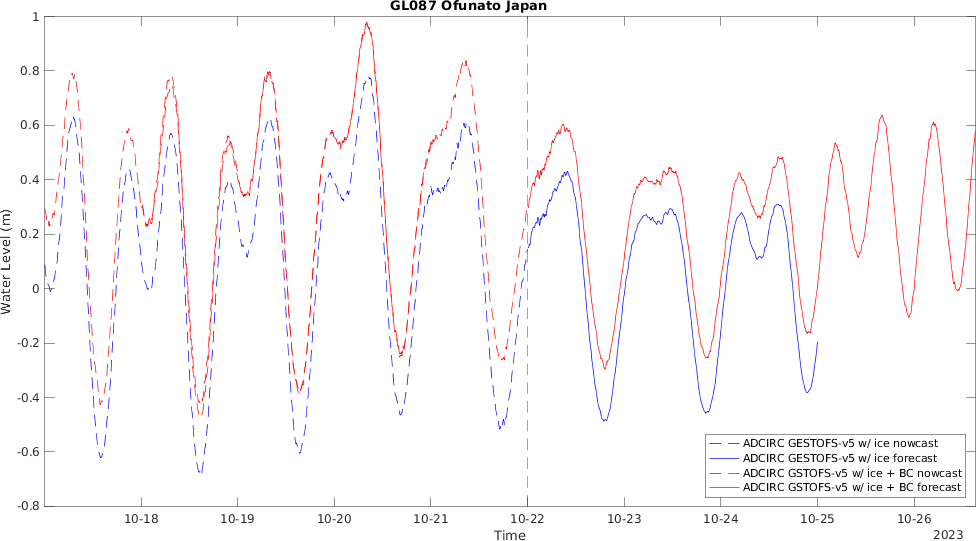 GL087 Ofunato Japan
Water Level (m)
1
0.8
0.6
0.4
0.2
0
-0.2
-0.4
-0.6
-0.8
ADCIRC GESTOFS-v5 w/ ice nowcast
ADCIRC GESTOFS-v5 w/ ice forecast
ADCIRC GSTOFS-v5 w/ ice + BC nowcast
ADCIRC GSTOFS-v5 w/ ice + BC forecast
10-18 10-19 10-20 10-21 10-22 10-23 10-24 10-25 10-26
Time
2023